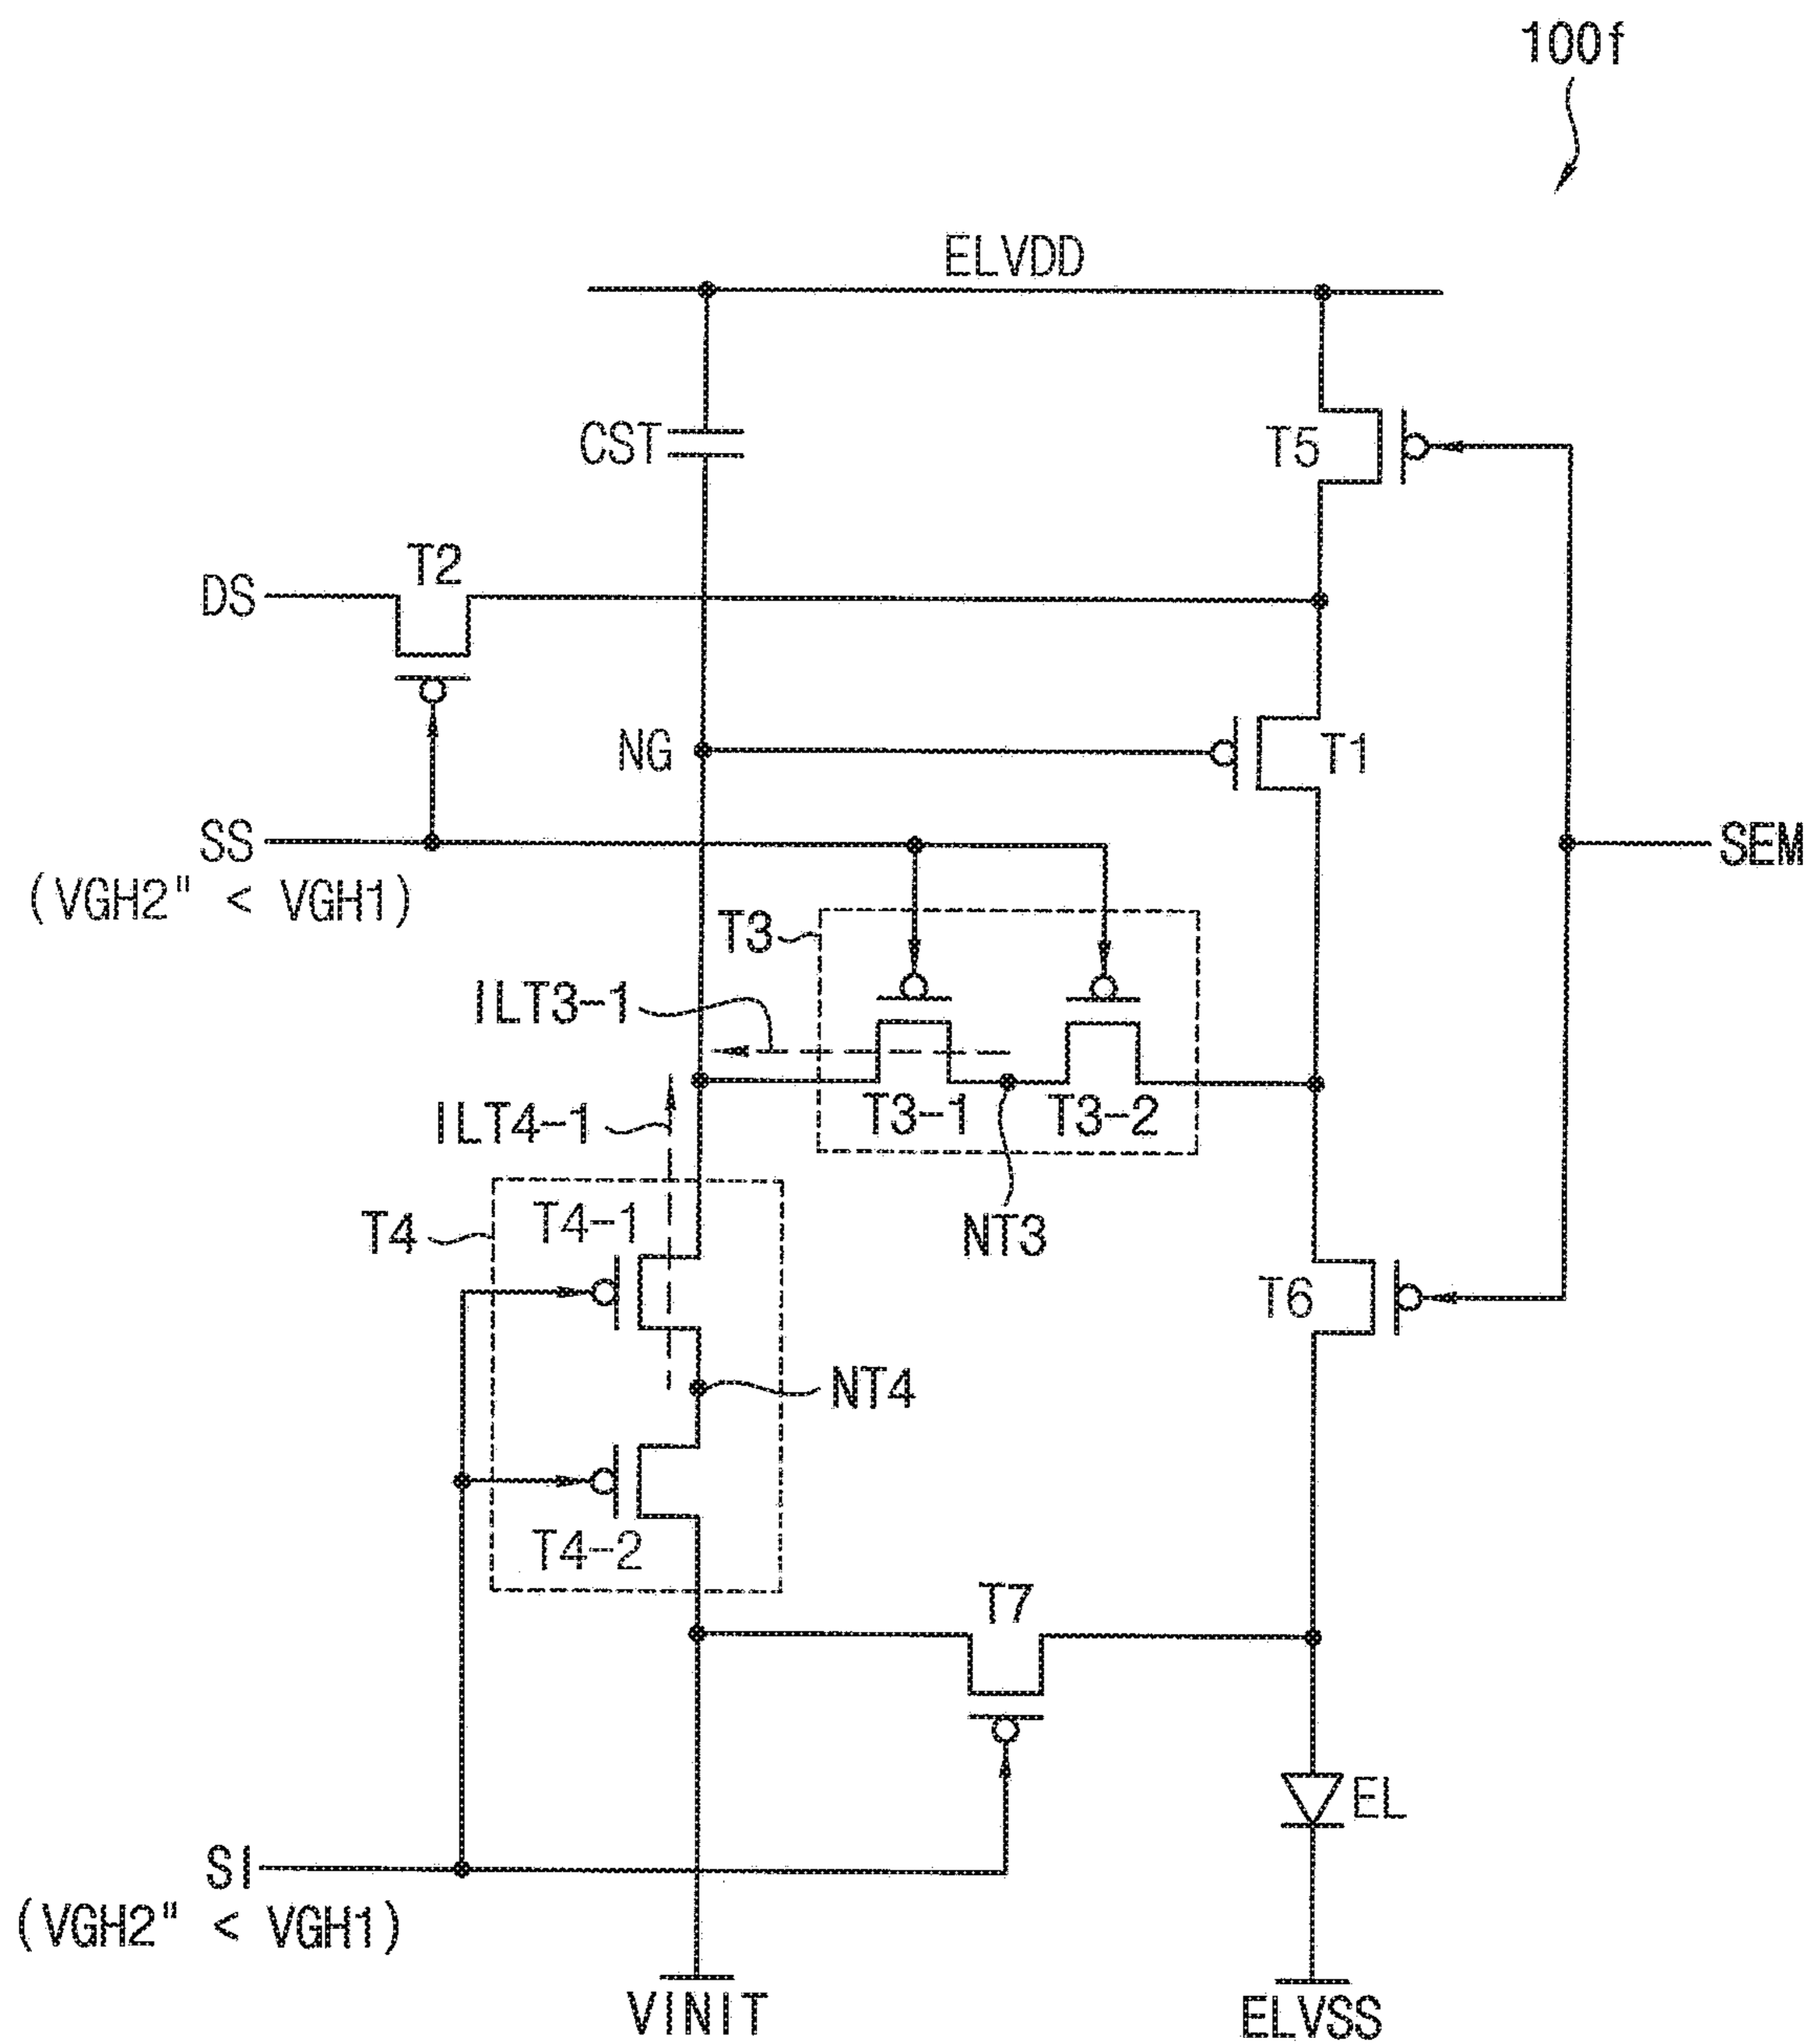 100f
ELVDD
CST
T5
T2
DS
NG
T1
SS
(VGH2" < VGH1)
SEM
T3
ILT3-1
T3-1
T3-2
ILT4-1
T4
T4-1
NT3
T6
NT4
T4-2
T7
EL
SI
(VGH2" < VGH1)
VINIT
ELVSS